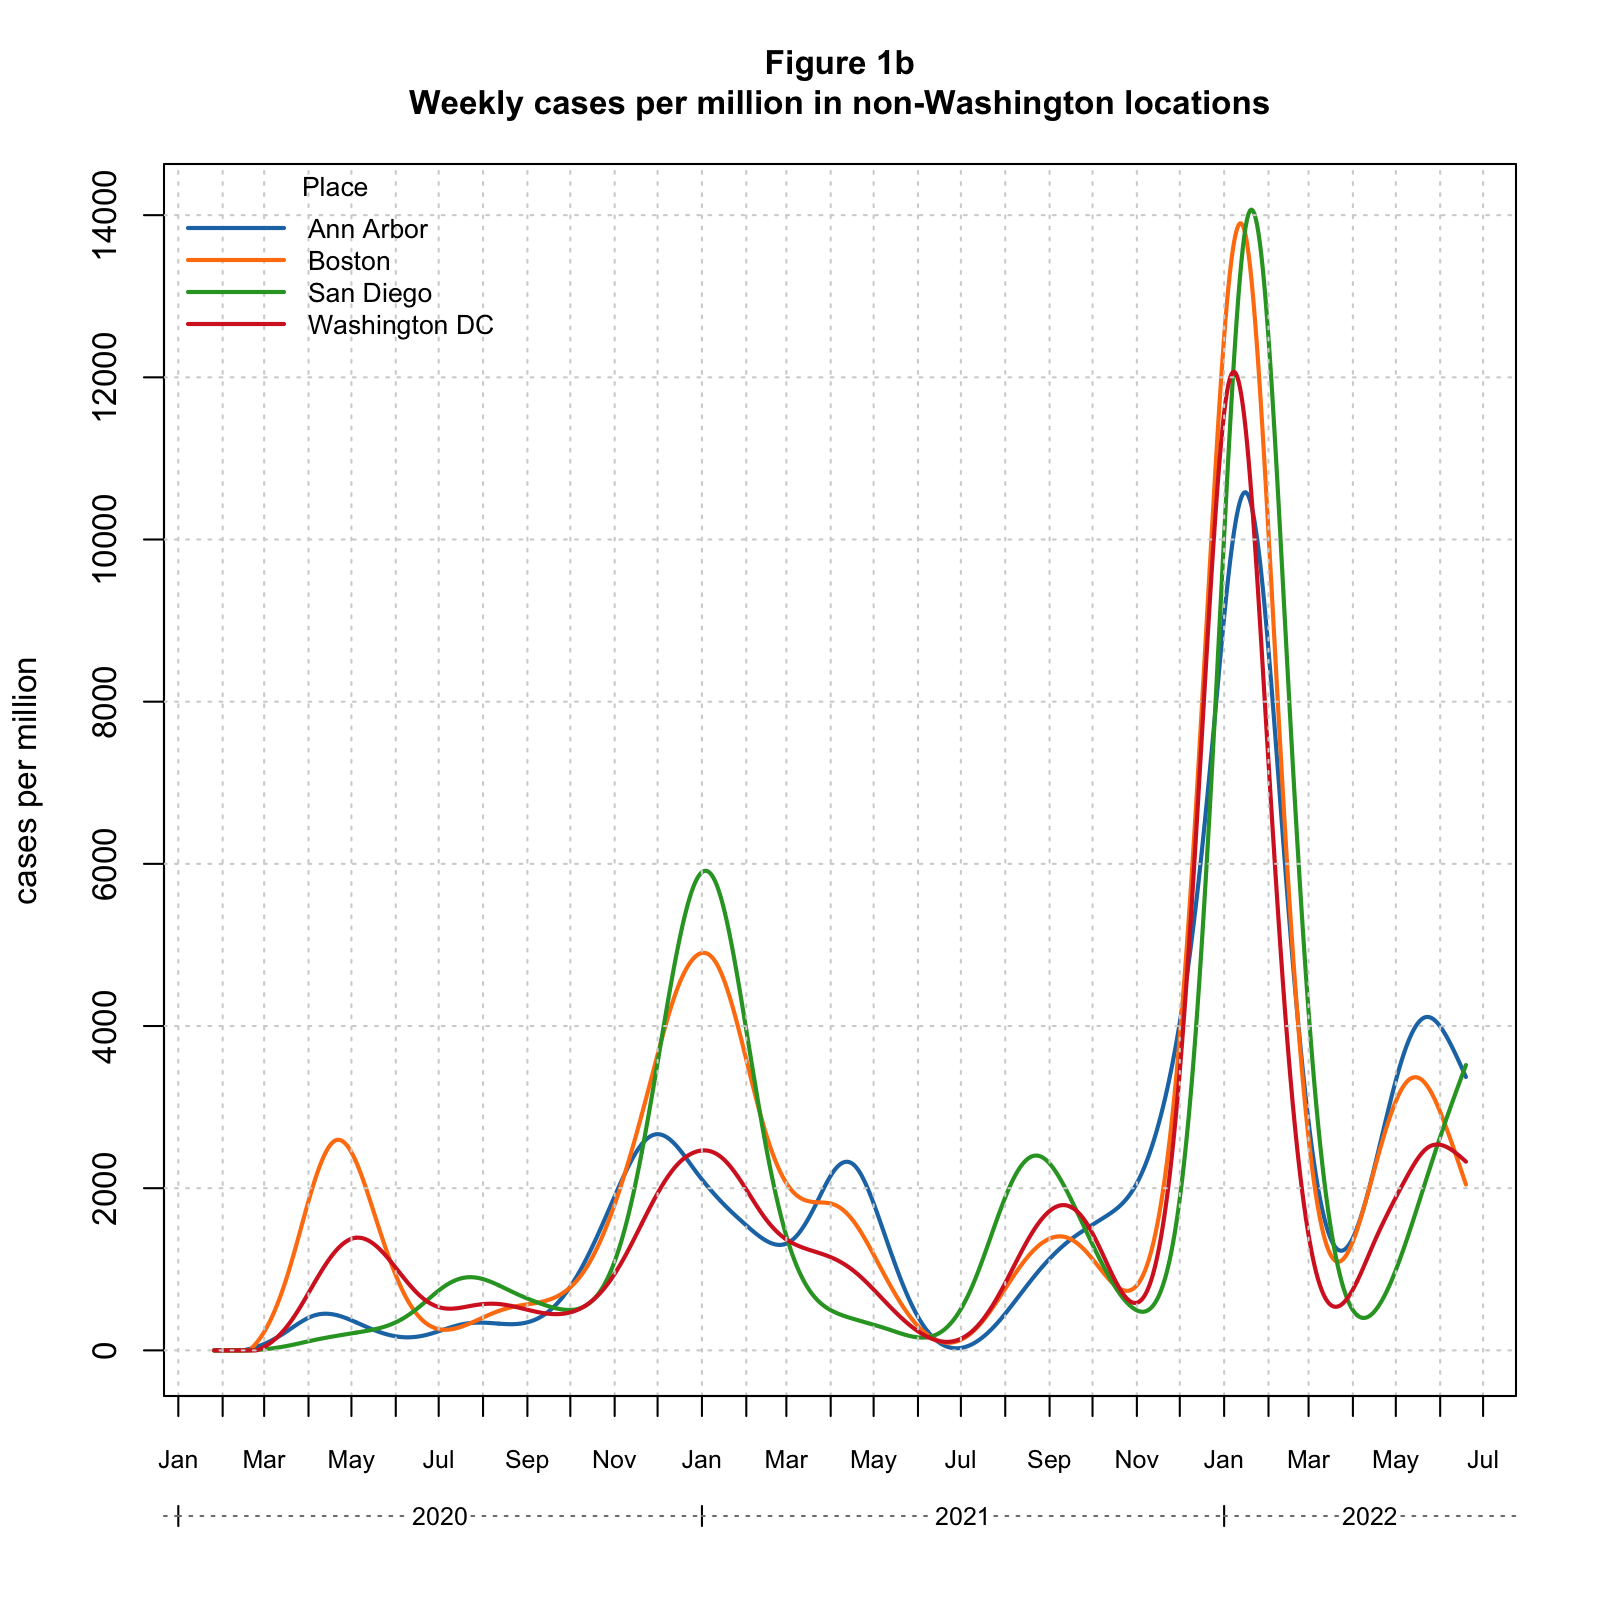 Figure 1b
Weekly cases per million in non-Washington locations
Place
Ann Arbor
Boston
San Diego
Washington DC
cases per million
14000
12000
10000
8000
6000
4000
2000
0
Jan Mar May Jul Sep Nov Jan Mar May Jul Sep Nov Jan Mar May Jul
2020 2021 2022